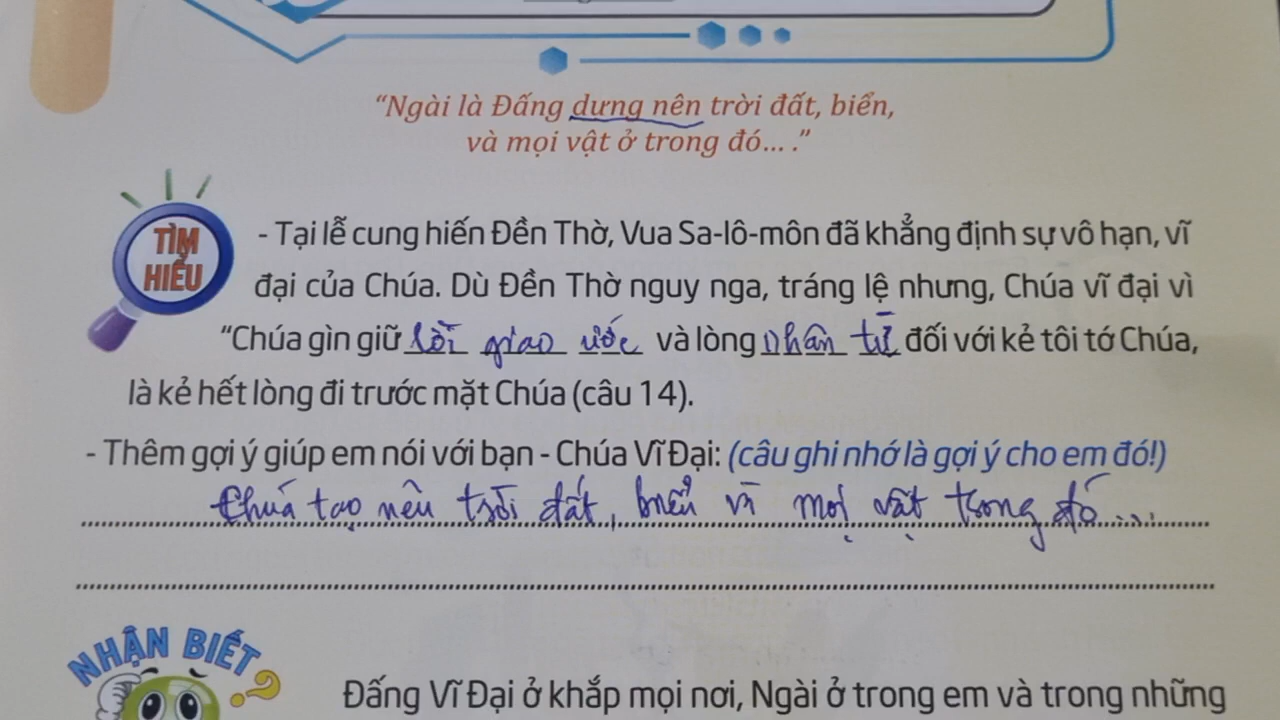 “Ngài là Đấng dựng nên trời đất, biển,
và mọi vật ở trong đó... .”
TÌM
HIỂU
- Tại lễ cung hiến Đền Thờ, Vua Sa-lô-môn đã khẳng định sự vô hạn, vĩ
đại của Chúa. Dù Đền Thờ nguy nga, tráng lệ nhưng, Chúa vĩ đại vì
“Chúa gìn giữ lời giao ước và lòng nhân từ đối với kẻ tôi tớ Chúa,
là kẻ hết lòng đi trước mặt Chúa (câu 14).
- Thêm gợi ý giúp em nói với bạn - Chúa Vĩ Đại: (câu ghi nhớ là gợi ý cho em đó!)
Chúa tạo nên trời đất, biển và mọi vật trong đó...
NHẬN BIẾT ?
Đấng Vĩ Đại ở khắp mọi nơi, Ngài ở trong em và trong những